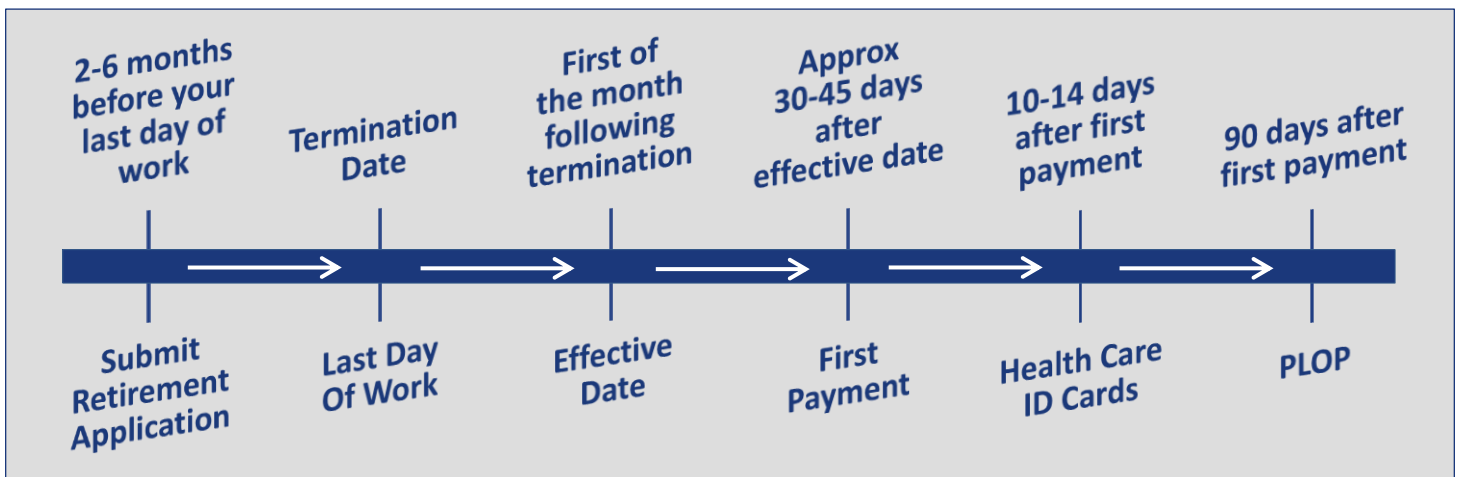 2-6 months
before your
last day of
work
Termination
Date
First of
the month
following
termination
Approx
30-45 days
after
effective date
10-14 days
after first
payment
90 days after
first payment
Submit
Retirement
Application
Last Day
Of Work
Effective
Date
First
Payment
Health Care
ID Cards
PLOP